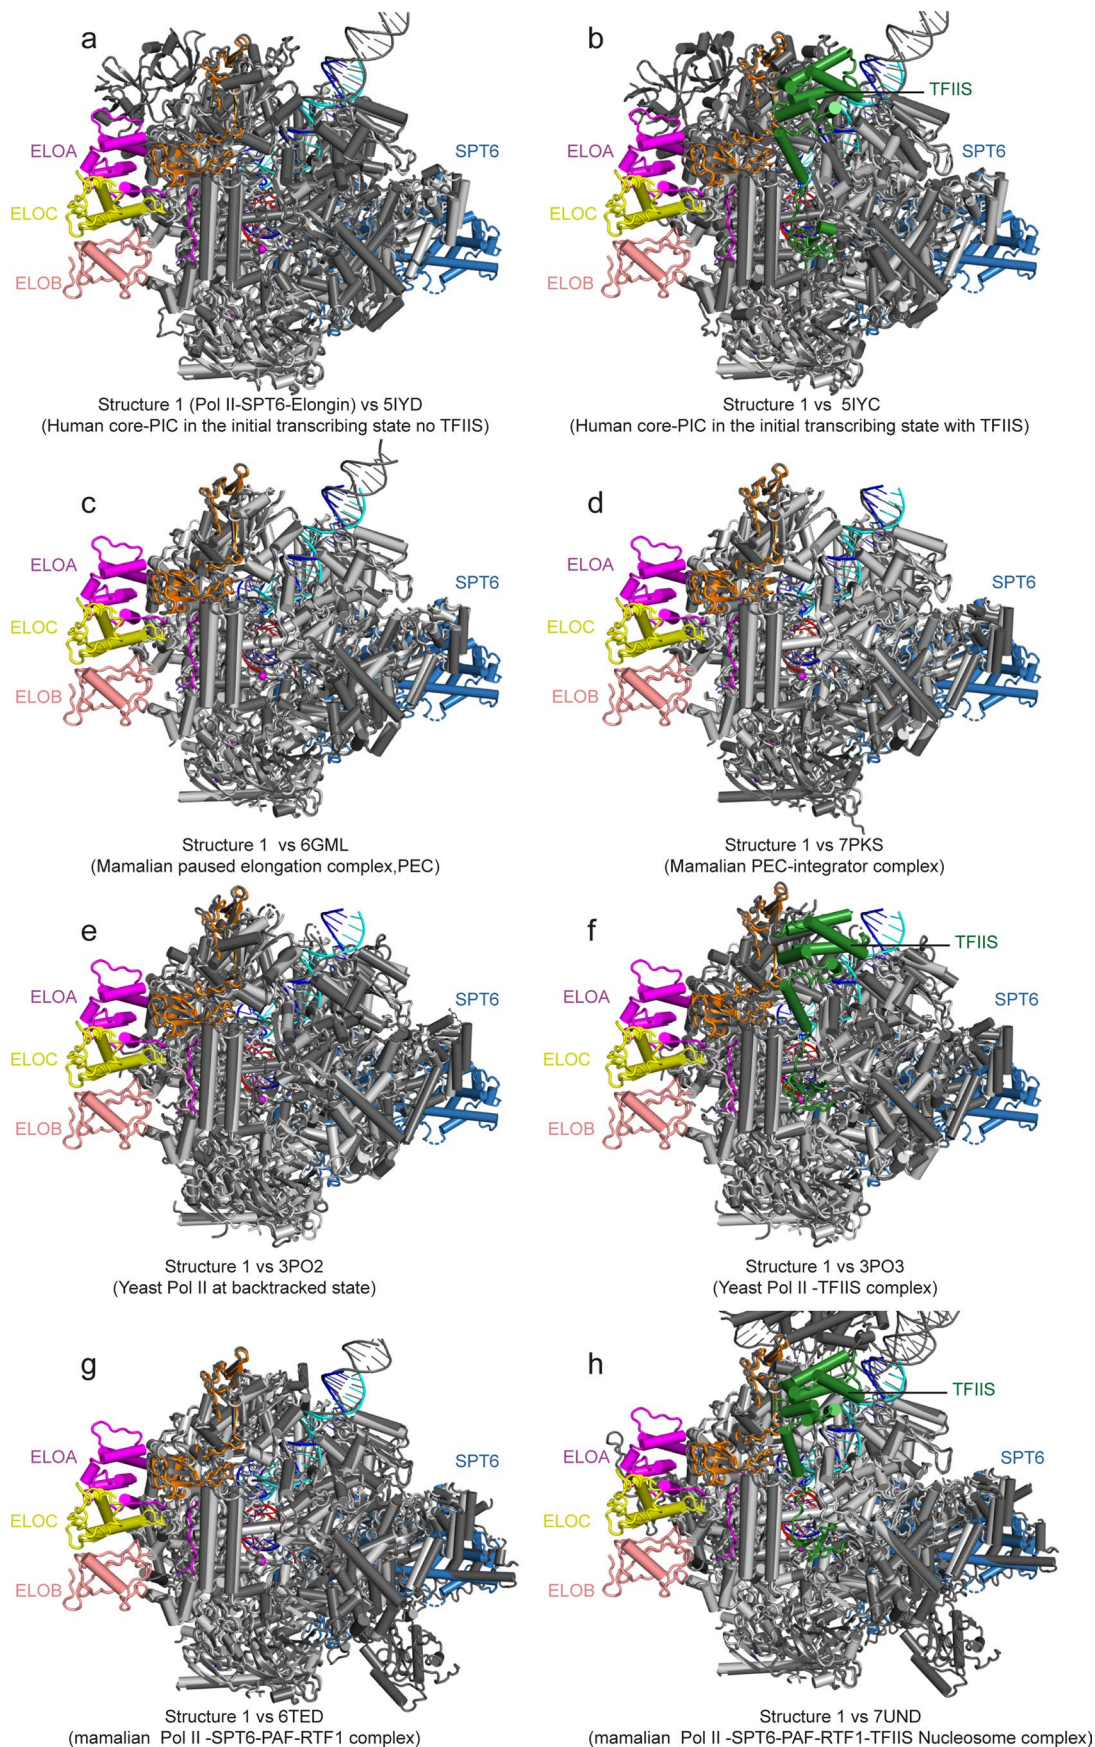 a
b
TFIIS
ELOA
SPT6
ELOA
SPT6
ELOC
ELOC
ELOB
ELOB
Structure 1 (Pol II-SPT6-Elongin) vs 5IYD
(Human core-PIC in the initial transcribing state no TFIIS)
Structure 1 vs 5IYC
(Human core-PIC in the initial transcribing state with TFIIS)
c
d
ELOA
SPT6
ELOA
SPT6
ELOC
ELOC
ELOB
ELOB
Structure 1 vs 6GML
(Mamalian paused elongation complex,PEC)
Structure 1 vs 7PKS
(Mamalian PEC-integrator complex)
e
f
TFIIS
ELOA
SPT6
ELOA
SPT6
ELOC
ELOC
ELOB
ELOB
Structure 1 vs 3PO2
(Yeast Pol II at backtracked state)
Structure 1 vs 3PO3
(Yeast Pol II -TFIIS complex)
g
h
TFIIS
ELOA
SPT6
ELOA
SPT6
ELOC
ELOC
ELOB
ELOB
Structure 1 vs 6TED
(mamalian Pol II -SPT6-PAF-RTF1 complex)
Structure 1 vs 7UND
(mamalian Pol II -SPT6-PAF-RTF1-TFIIS Nucleosome complex)